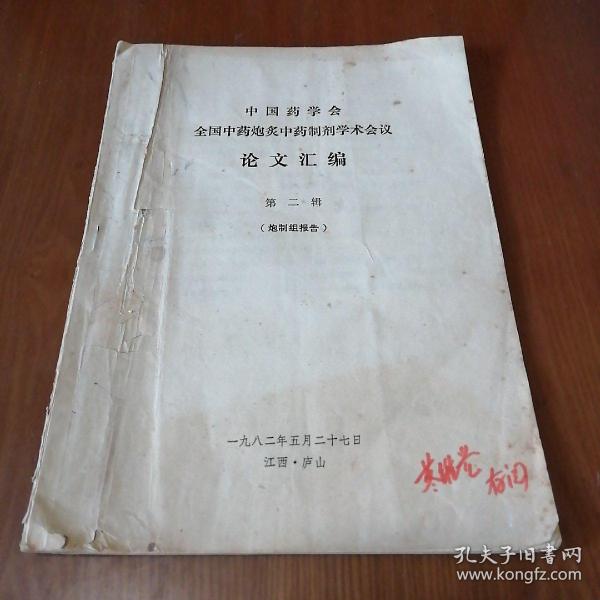 中国药学会
全国中药炮炙中药制剂学术会议
论文汇编
第二辑
（炮制组报告）
一九八二年五月二十七日
江西·庐山
孔夫子旧书网
www.kongfz.com